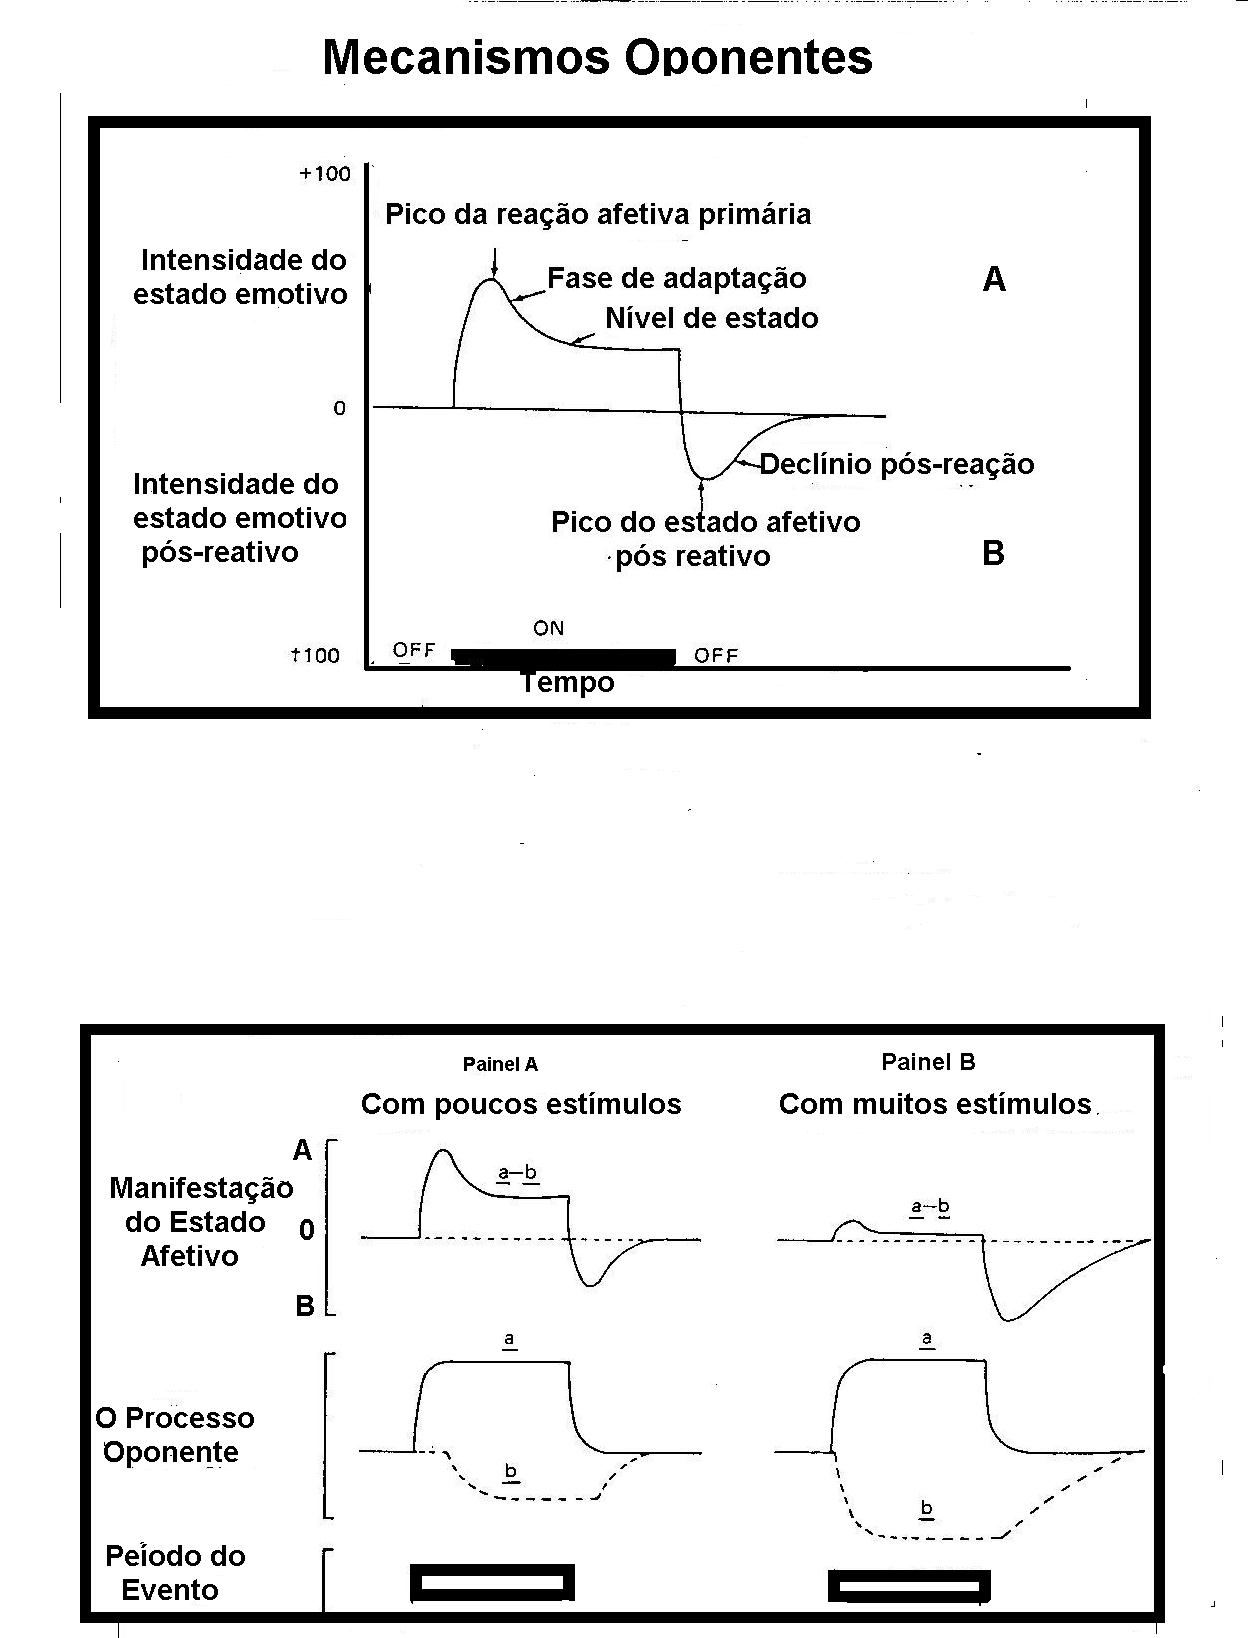 Mecanismos Oponentes
+100
Pico da reação afetiva primária
Intensidade do
estado emotivo
Fase de adaptação
A
Nível de estado
0
Declínio pós-reação
Intensidade do
estado emotivo
pós-reativo
Pico do estado afetivo
pós reativo
B
ON
†100
OFF
OFF
Tempo
Painel A
Painel B
Com poucos estímulos
Com muitos estímulos
A
a–b
Manifestação
do Estado
Afetivo
0
a–b
B
a
a
O Processo
Oponente
b
b
Peíodo do
Evento